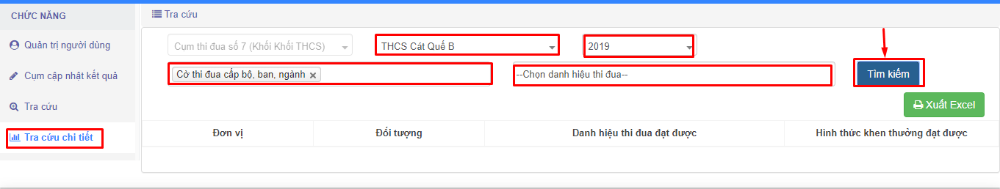 CHỨC NĂNG
Quản trị người dùng
Cụm cập nhật kết quả
Tra cứu
Tra cứu chi tiết
Tra cứu
Cụm thi đua số 7 (Khối Khối THCS)
THCS Cát Quế B
2019
Cờ thi đua cấp bộ, ban, ngành ×
--Chọn danh hiệu thi đua--
Tìm kiếm
Xuất Excel
Đơn vị Đối tượng Danh hiệu thi đua đạt được Hình thức khen thưởng đạt được